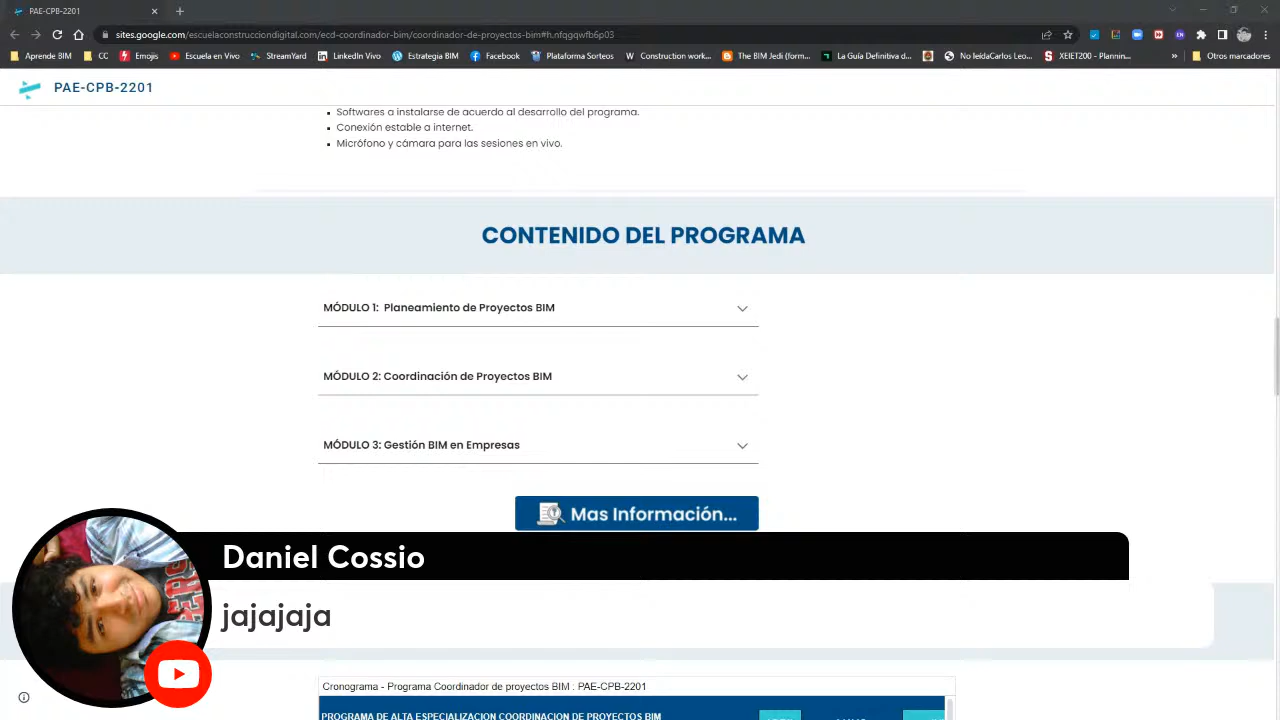 PAE-CPB-2201
sites.google.com/escuelaconstrucciondigital.com/ecd-coordinador-bim/coordinador-de-proyectos-bim#h.nfqgqwfb6p03
Aprende BIM
CC
Emojis
Escuela en Vivo
StreamYard
LinkedIn Vivo
Estrategia BIM
Facebook
Plataforma Sorteos
Construction work...
The BIM Jedi (form...
La Guía Definitiva d...
No leídaCarlos Leo...
XEIET200 - Plannin...
Otros marcadores
PAE-CPB-2201
Softwares a instalarse de acuerdo al desarrollo del programa.
Conexión estable a internet.
Micrófono y cámara para las sesiones en vivo.
CONTENIDO DEL PROGRAMA
MÓDULO 1: Planeamiento de Proyectos BIM
MÓDULO 2: Coordinación de Proyectos BIM
MÓDULO 3: Gestión BIM en Empresas
Mas Información...
Daniel Cossio
jajajaja
Cronograma - Programa Coordinador de proyectos BIM . PAE-CPB-2201
PROGRAMA DE ALTA ESPECIALIZACION COORDINACION DE PROYECTOS BIM